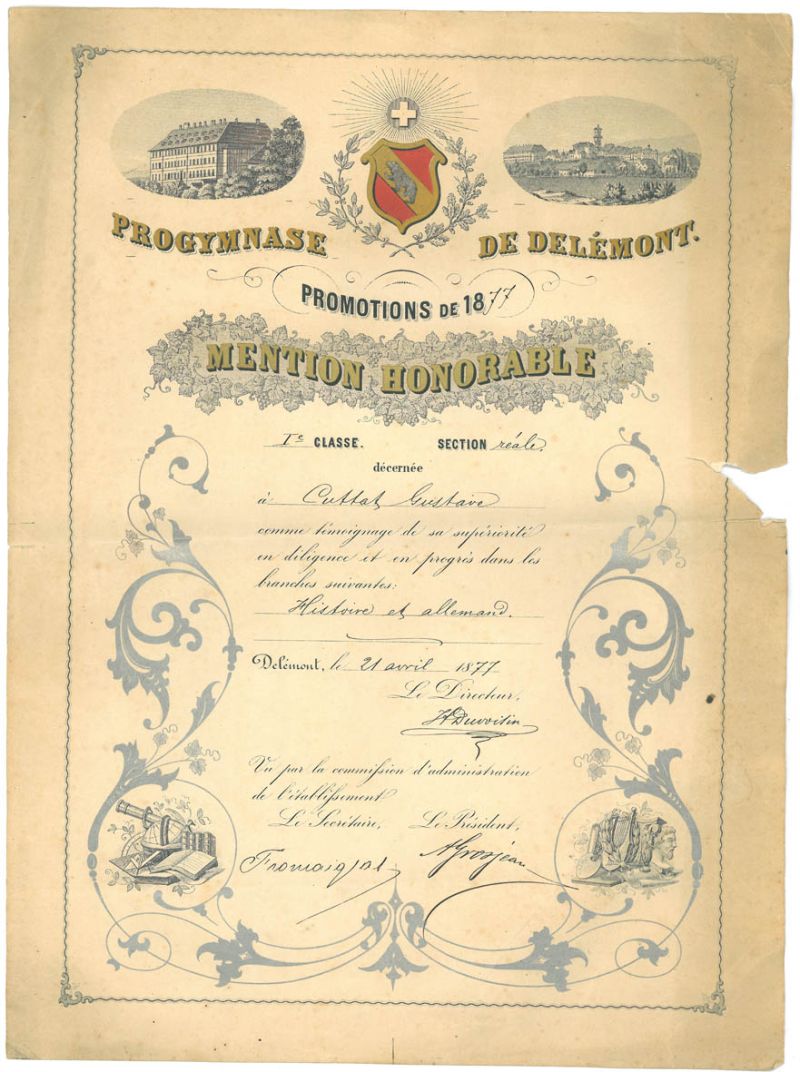 PROGYMNASE DE DELÉMONT.
PROMOTIONS DE 1877
MENTION HONORABLE
Ie CLASSE. SECTION réale.
décernée
à Cuttat Gustave
comme témoignage de sa supériorité
en diligence et en progrès dans les
branches suivantes:
Histoire et allemand.
Delémont, le 21 avril 1877
Le Directeur,
Vu par la commission d'administration
de l'établissement
Le Secrétaire, Le Président,
Fromaigeat AGrosjean